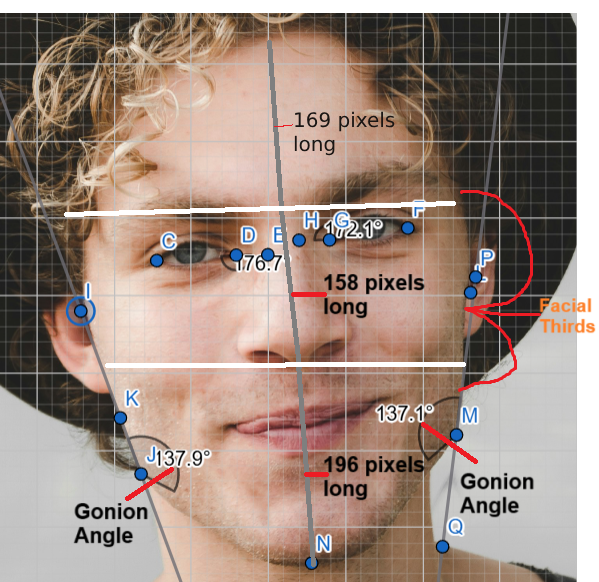 169 pixels
long
H
G
F
172.1°
D
E
C
176.7
P
158 pixels
long
I
Facial
Thirds
K
137.1°
M
J
137.9°
196 pixels
long
Gonion
Angle
Gonion
Angle
Q
N